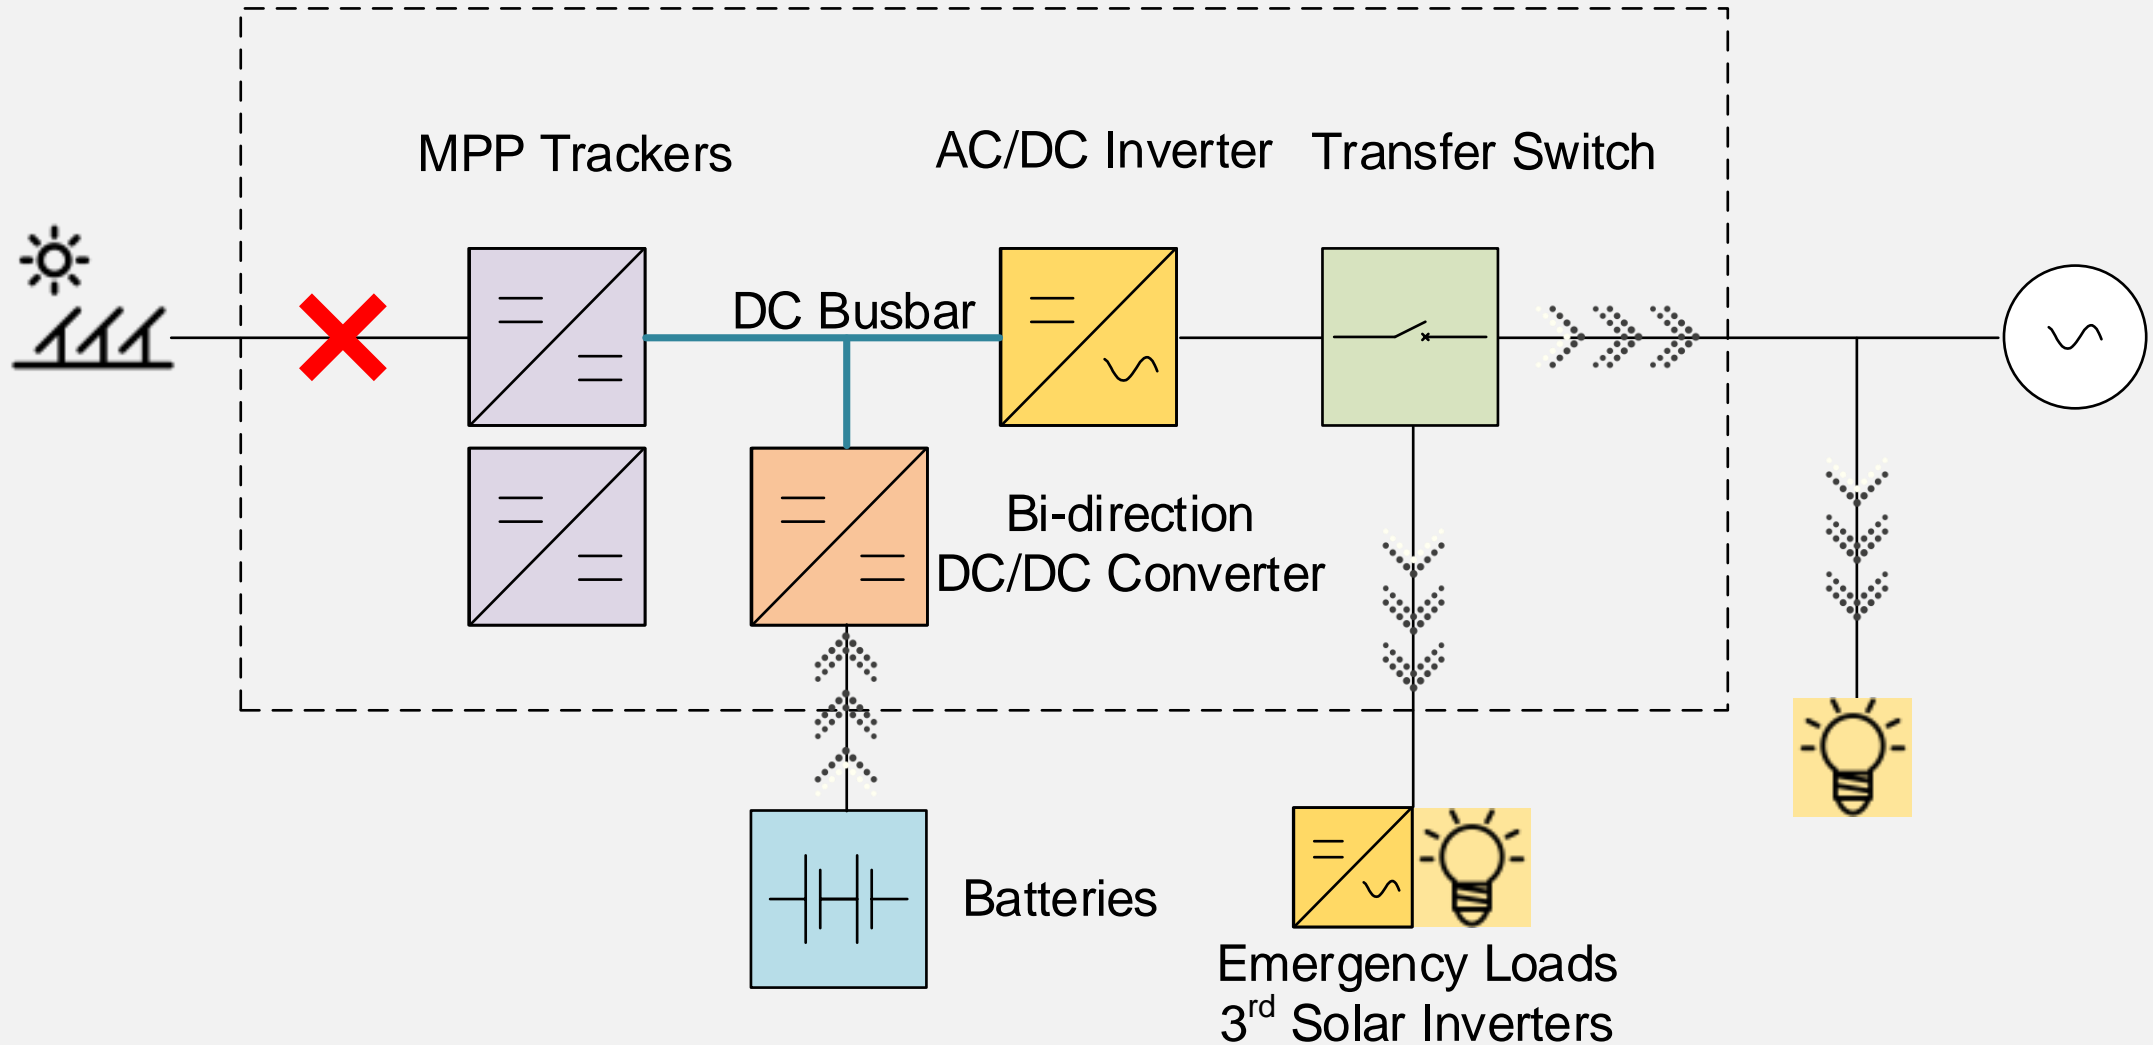 MPP Trackers
AC/DC Inverter
Transfer Switch
DC Busbar
Bi-direction
DC/DC Converter
Batteries
Emergency Loads
3rd Solar Inverters